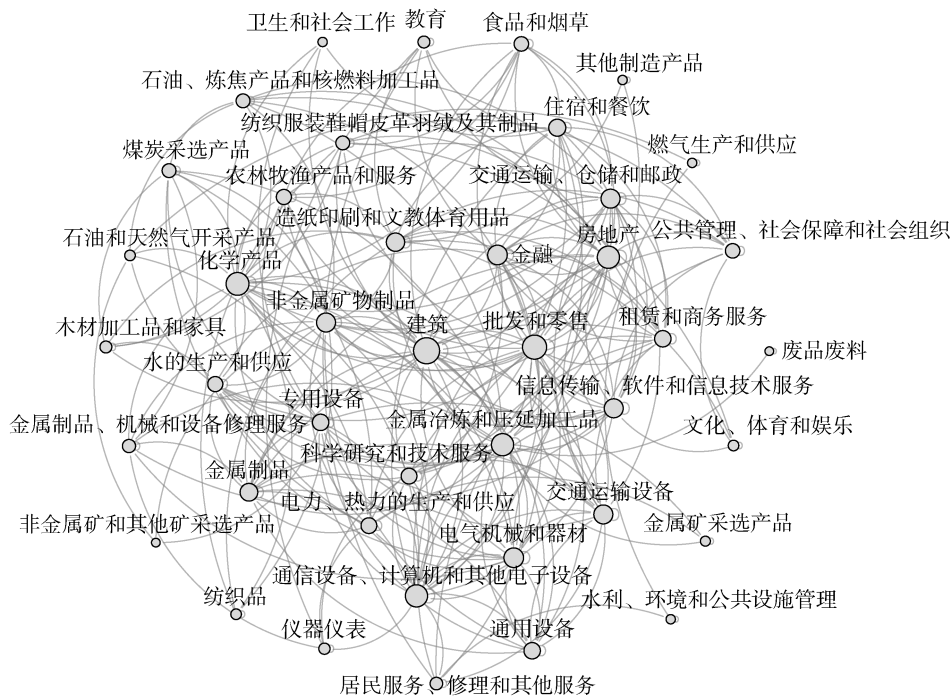 卫生和社会工作
教育
食品和烟草
其他制造产品
石油、炼焦产品和核燃料加工品
住宿和餐饮
纺织服装鞋帽皮革羽绒及其制品
燃气生产和供应
煤炭采选产品
农林牧渔产品和服务
交通运输、仓储和邮政
造纸印刷和文教体育用品
石油和天然气开采产品
房地产
公共管理、社会保障和社会组织
化学产品
金融
非金属矿物制品
木材加工品和家具
建筑
批发和零售
租赁和商务服务
水的生产和供应
废品废料
专用设备
信息传输、软件和信息技术服务
金属制品、机械和设备修理服务
金属冶炼和压延加工品
文化、体育和娱乐
科学研究和技术服务
金属制品
电力、热力的生产和供应
交通运输设备
非金属矿和其他矿采选产品
电气机械和器材
金属矿采选产品
通信设备、计算机和其他电子设备
纺织品
水利、环境和公共设施管理
仪器仪表
通用设备
居民服务、修理和其他服务